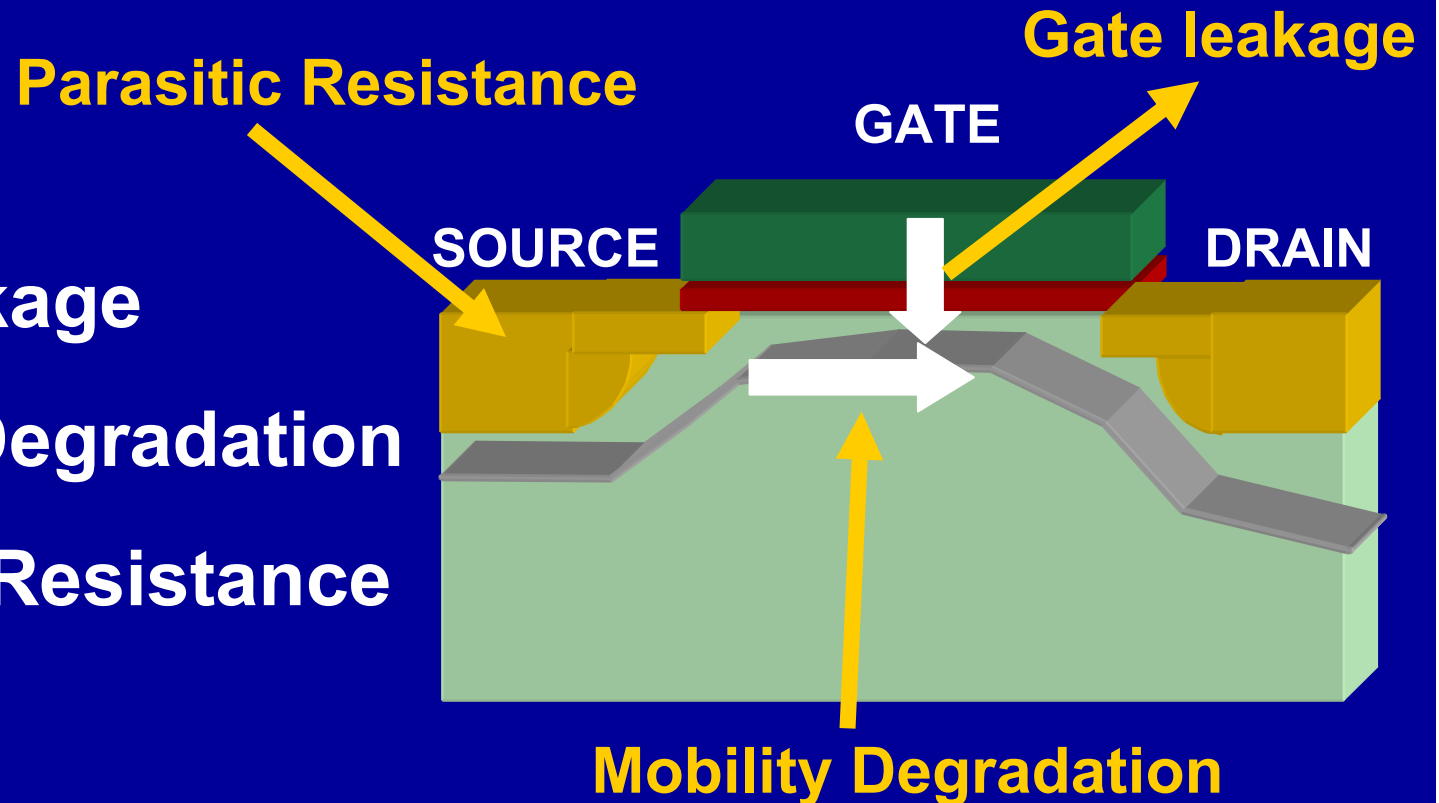 Gate leakage
Parasitic Resistance
GATE
SOURCE
DRAIN
kage
Degradation
Resistance
Mobility Degradation